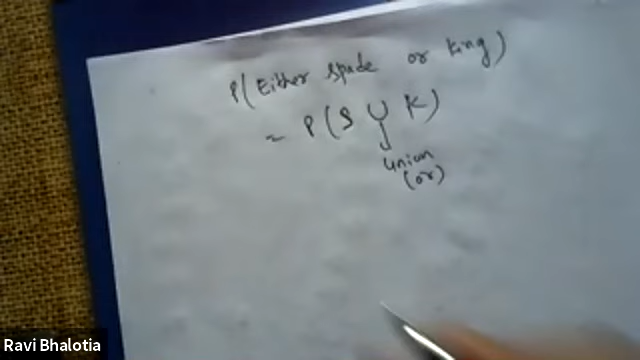 P(Either spade or king)
= P(S ∪ K)
Union
(or)
Ravi Bhalotia